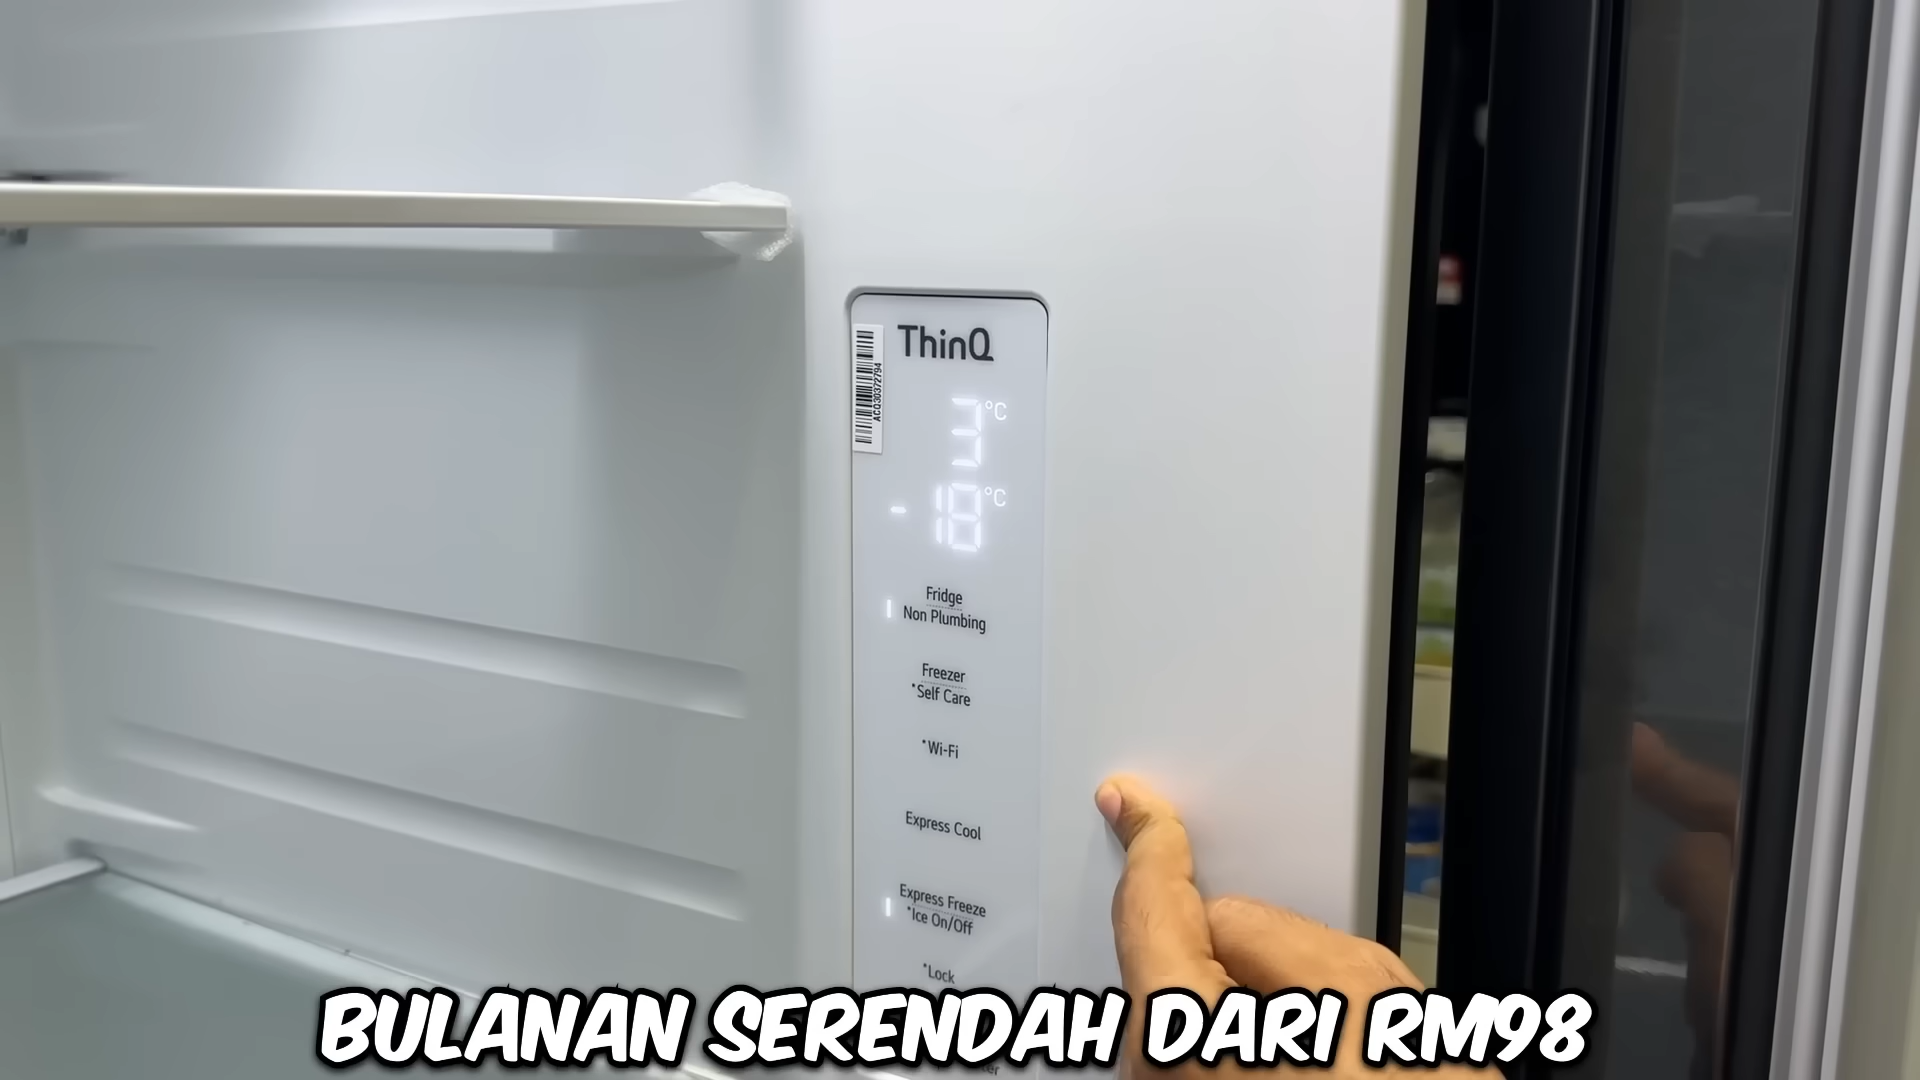 ThinQ
ACQ30372794
3°C
-18°C
Fridge
Non Plumbing
Freezer
*Self Care
*Wi-Fi
Express Cool
Express Freeze
*Ice On/Off
*Lock
BULANAN SERENDAH DARI RM98